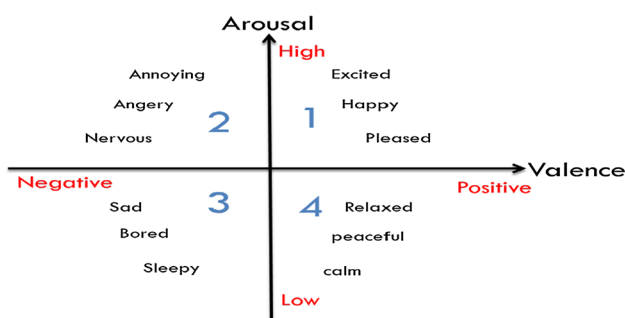 Arousal
High
Annoying
Excited
Angery
Happy
2
1
Nervous
Pleased
Valence
Negative
Positive
Sad
3
4
Relaxed
Bored
peaceful
Sleepy
calm
Low